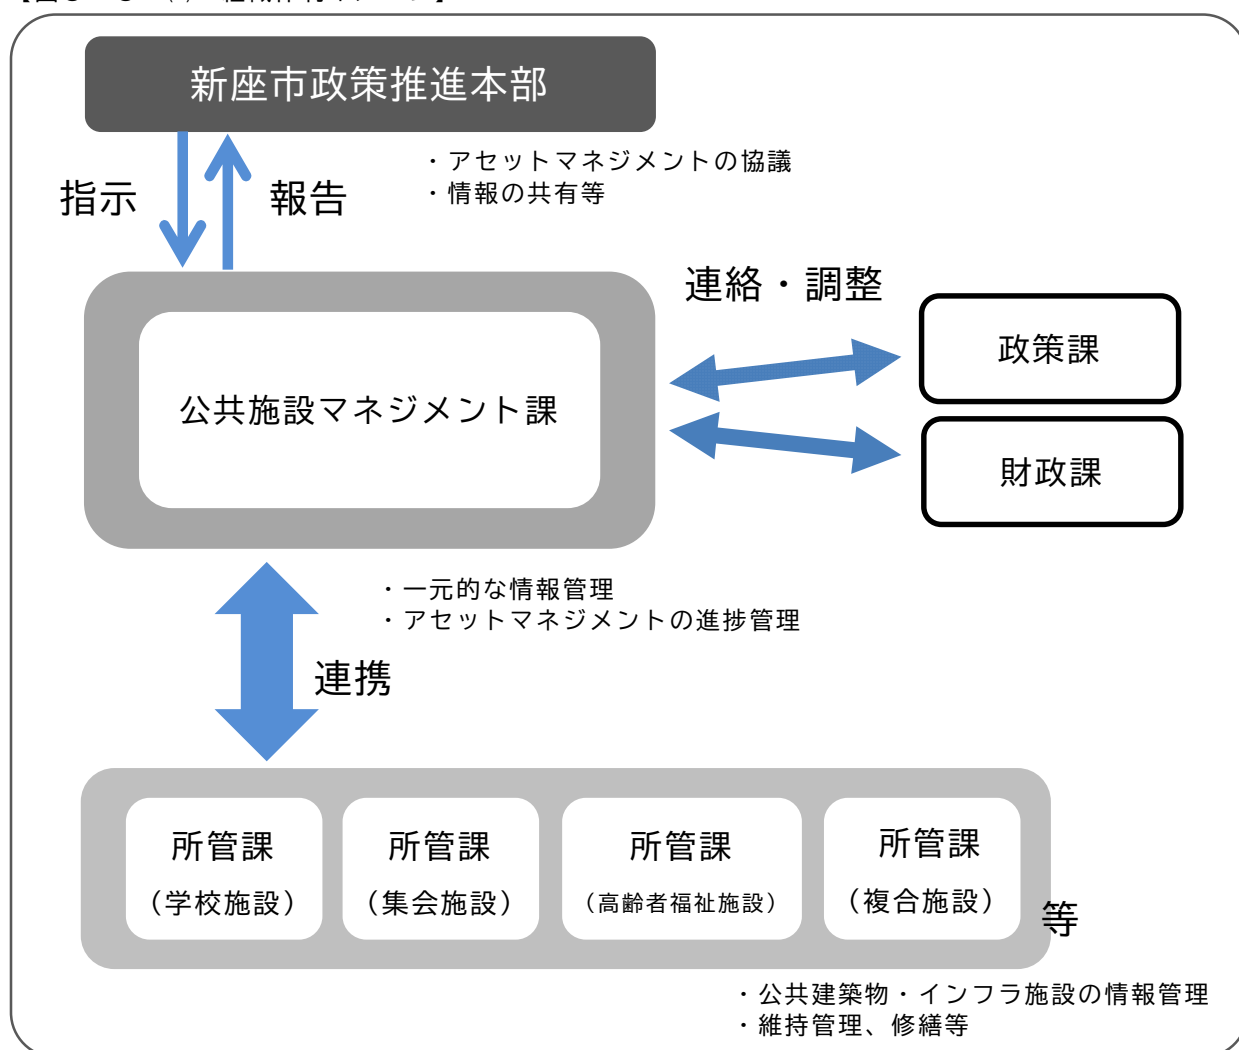 新座市政策推進本部
・アセットマネジメントの協議
・情報の共有等
指示
報告
連絡・調整
政策課
公共施設マネジメント課
財政課
・一元的な情報管理
・アセットマネジメントの進捗管理
連携
所管課
（学校施設）
所管課
（集会施設）
所管課
（高齢者福祉施設）
所管課
（複合施設）
等
・公共建築物・インフラ施設の情報管理
・維持管理、修繕等